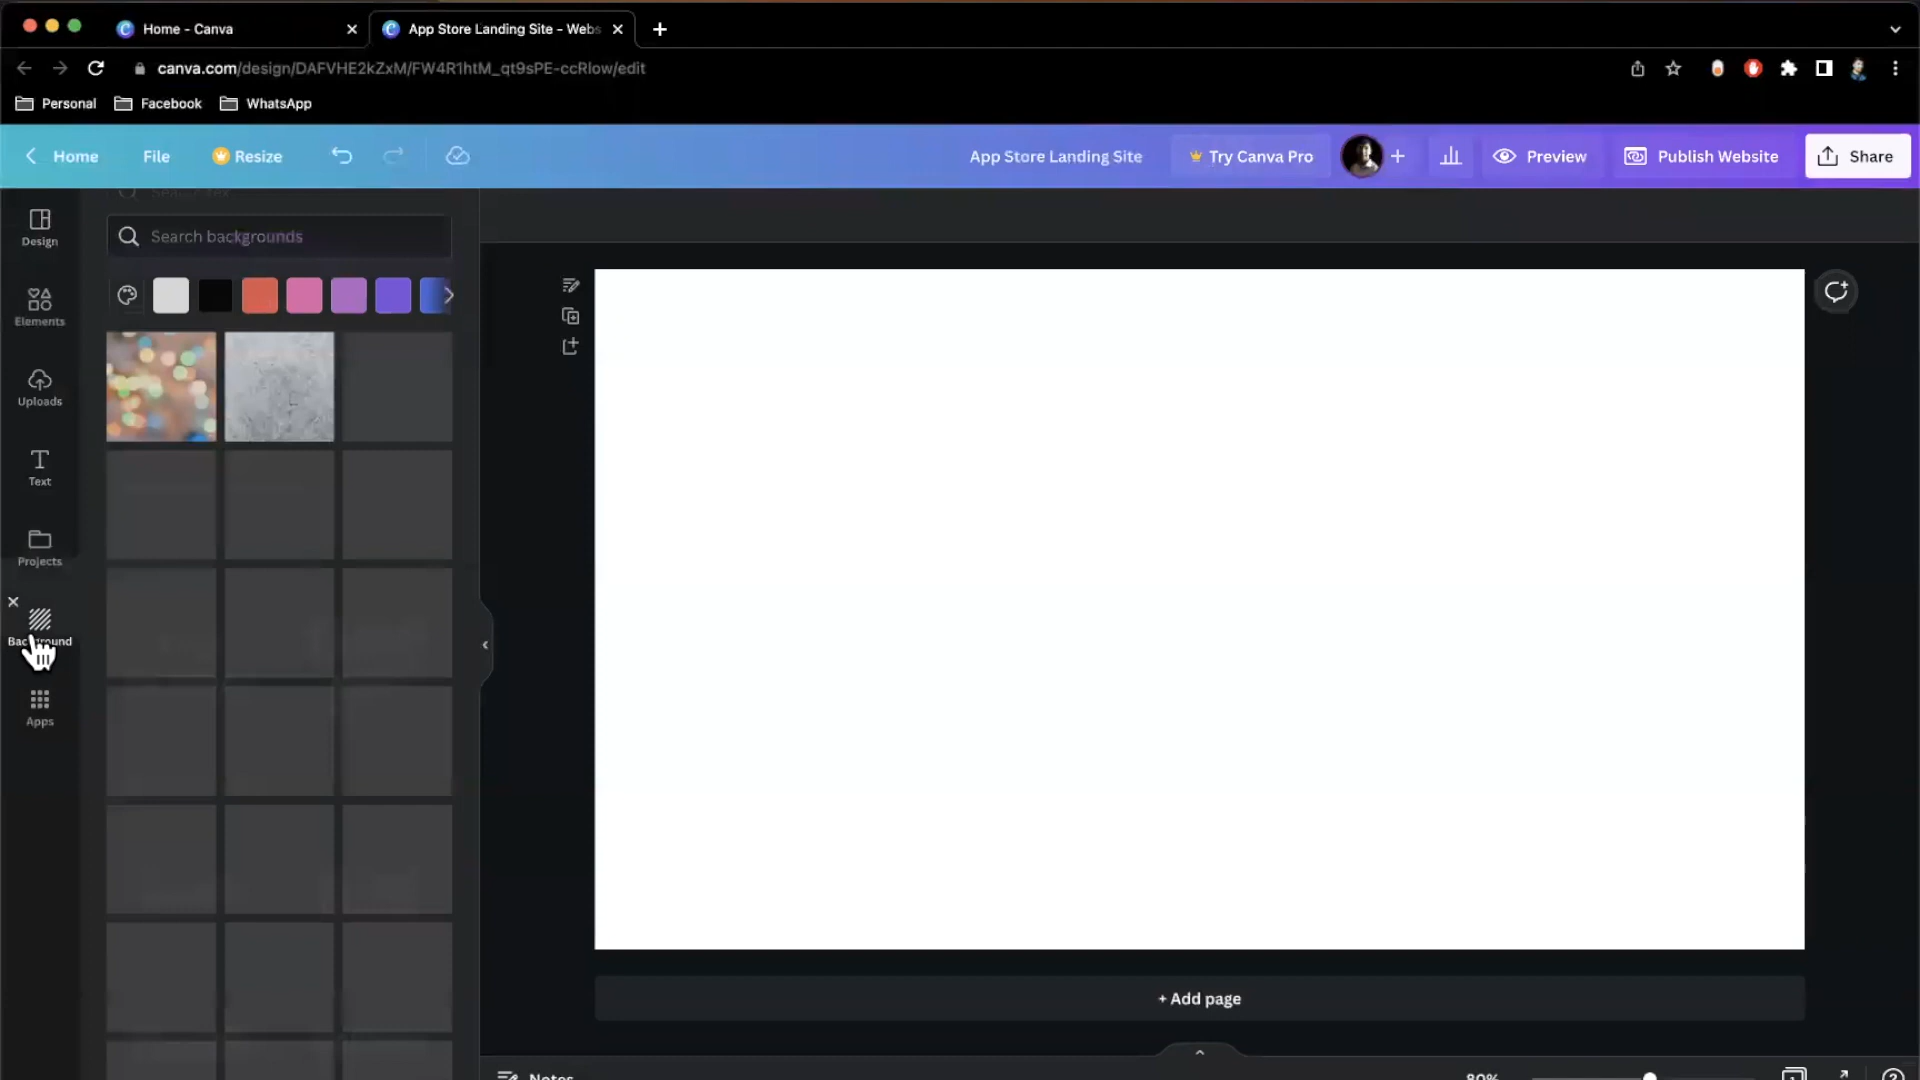 Home - Canva
App Store Landing Site - Webs
canva.com/design/DAFVHE2kZxM/FW4R1htM_qt9sPE-ccRlow/edit
Personal
Facebook
WhatsApp
Home
File
Resize
App Store Landing Site
Try Canva Pro
Preview
Publish Website
Share
Search backgrounds
Design
Elements
Uploads
Text
Projects
Background
Apps
+ Add page
Notes
80%